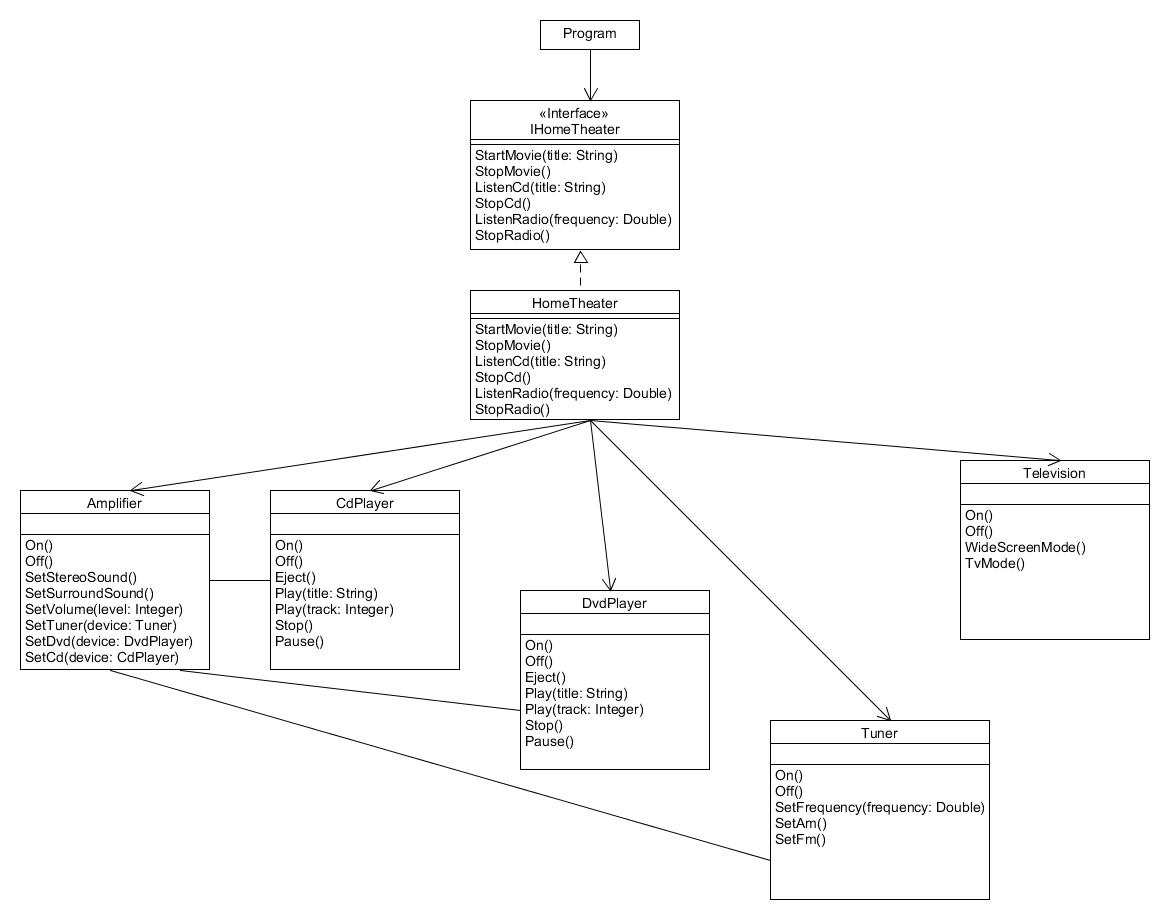 Program
«Interface»
IHomeTheater
StartMovie(title: String)
StopMovie()
ListenCd(title: String)
StopCd()
ListenRadio(frequency: Double)
StopRadio()
HomeTheater
StartMovie(title: String)
StopMovie()
ListenCd(title: String)
StopCd()
ListenRadio(frequency: Double)
StopRadio()
Amplifier
On()
Off()
SetStereoSound()
SetSurroundSound()
SetVolume(level: Integer)
SetTuner(device: Tuner)
SetDvd(device: DvdPlayer)
SetCd(device: CdPlayer)
CdPlayer
On()
Off()
Eject()
Play(title: String)
Play(track: Integer)
Stop()
Pause()
DvdPlayer
On()
Off()
Eject()
Play(title: String)
Play(track: Integer)
Stop()
Pause()
Tuner
On()
Off()
SetFrequency(frequency: Double)
SetAm()
SetFm()
Television
On()
Off()
WideScreenMode()
TvMode()